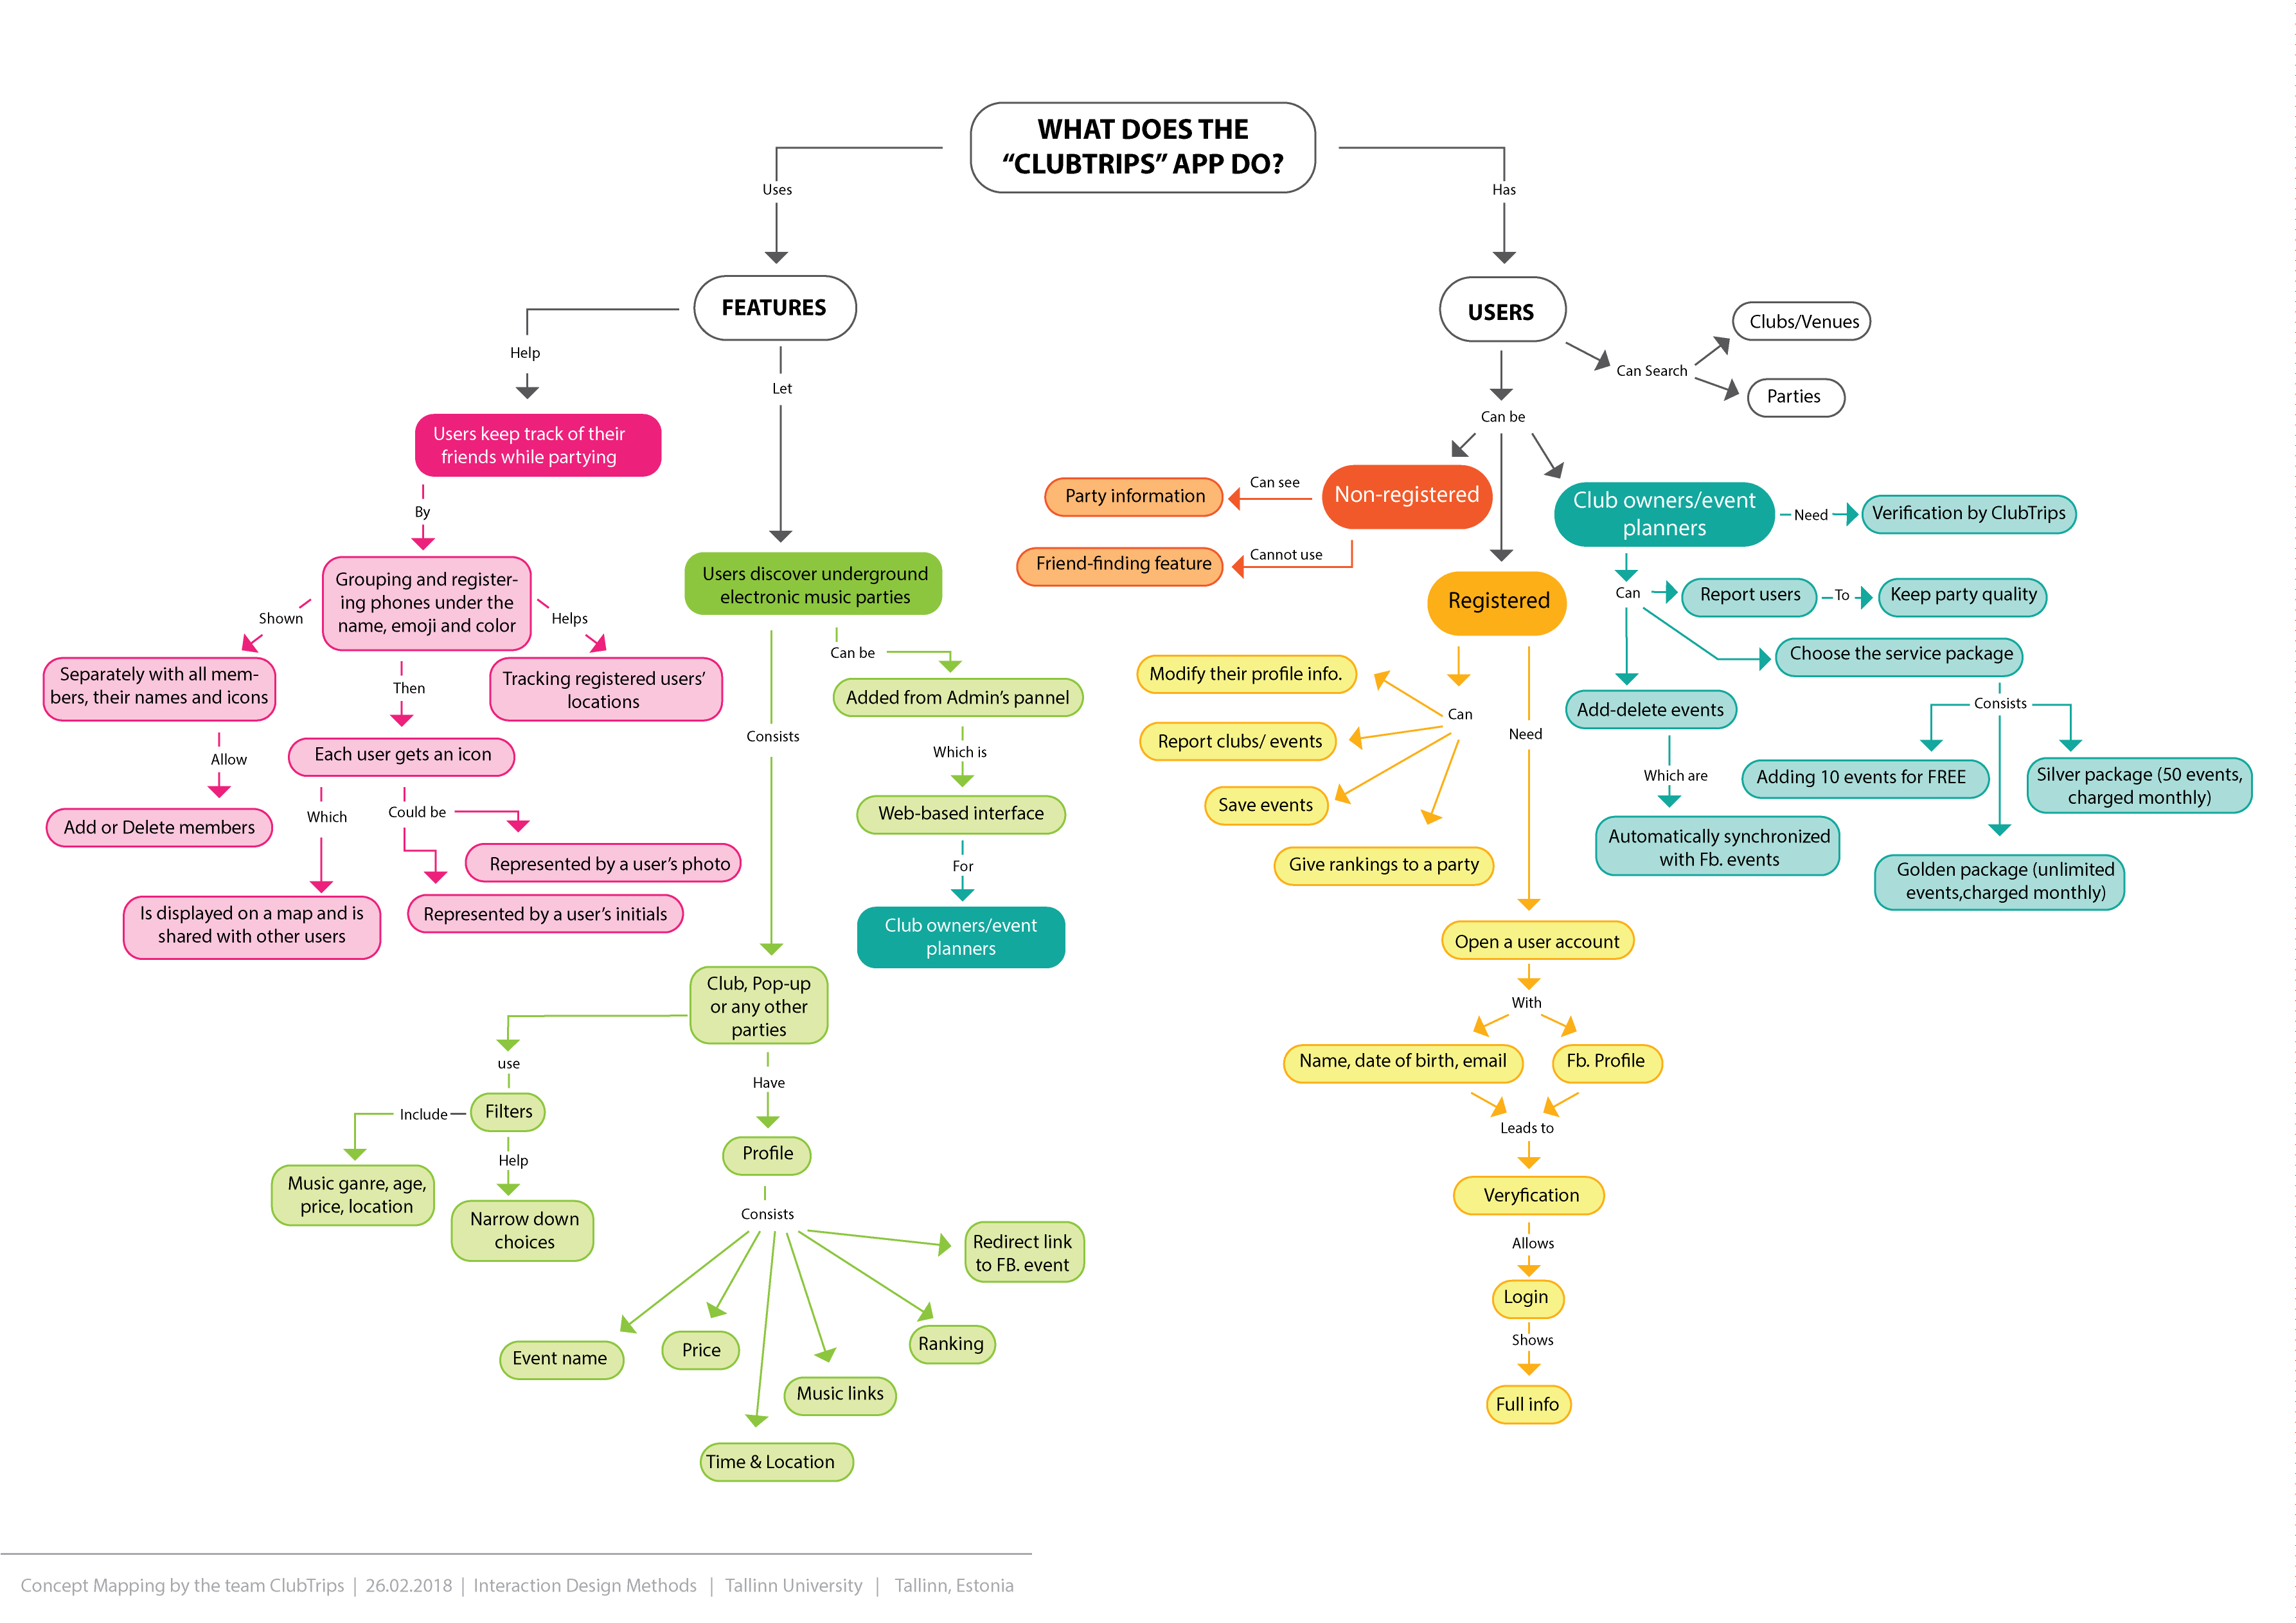 WHAT DOES THE
“CLUBTRIPS” APP DO?
Uses
Has
FEATURES
USERS
Help
Let
Can Search
Clubs/Venues
Parties
Can be
Users keep track of their
friends while partying
By
Grouping and register-
ing phones under the
name, emoji and color
Shown
Helps
Separately with all mem-
bers, their names and icons
Then
Tracking registered users’
locations
Allow
Each user gets an icon
Add or Delete members
Which
Could be
Represented by a user’s photo
Is displayed on a map and is
shared with other users
Represented by a user’s initials
Users discover underground
electronic music parties
Can be
Added from Admin’s pannel
Consists
Which is
Web-based interface
For
Club owners/event
planners
Club, Pop-up
or any other
parties
use
Have
Include
Filters
Help
Music ganre, age,
price, location
Narrow down
choices
Profile
Consists
Redirect link
to FB. event
Event name
Price
Ranking
Music links
Time & Location
Non-registered
Can see
Party information
Cannot use
Friend-finding feature
Registered
Can
Need
Modify their profile info.
Report clubs/ events
Save events
Give rankings to a party
Open a user account
With
Name, date of birth, email
Fb. Profile
Leads to
Veryfication
Allows
Login
Shows
Full info
Club owners/event
planners
Need
Verification by ClubTrips
Can
Report users
To
Keep party quality
Choose the service package
Add-delete events
Consists
Which are
Adding 10 events for FREE
Silver package (50 events,
charged monthly)
Automatically synchronized
with Fb. events
Golden package (unlimited
events,charged monthly)
Concept Mapping by the team ClubTrips | 26.02.2018 | Interaction Design Methods | Tallinn University | Tallinn, Estonia